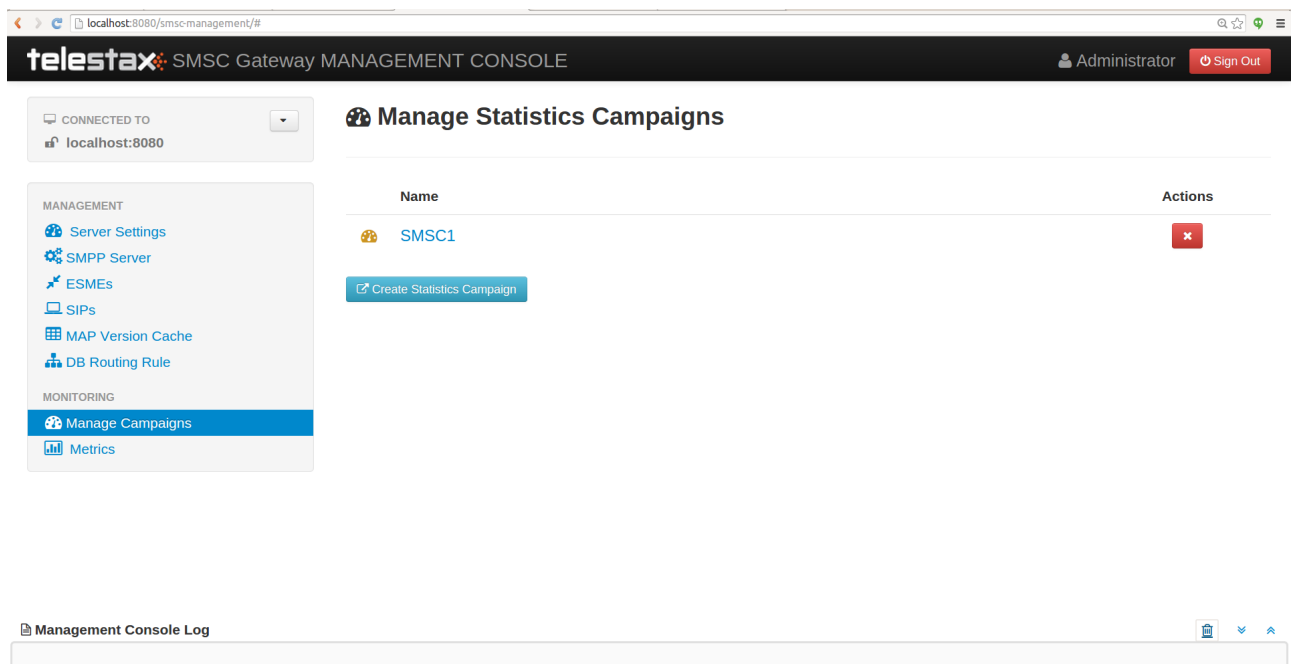 localhost:8080/smsc-management/#
telestax SMSC Gateway MANAGEMENT CONSOLE
Administrator
Sign Out
CONNECTED TO
localhost:8080
Manage Statistics Campaigns
MANAGEMENT
Server Settings
SMPP Server
ESMEs
SIPs
MAP Version Cache
DB Routing Rule
MONITORING
Manage Campaigns
Metrics
Name Actions
SMSC1
Create Statistics Campaign
Management Console Log